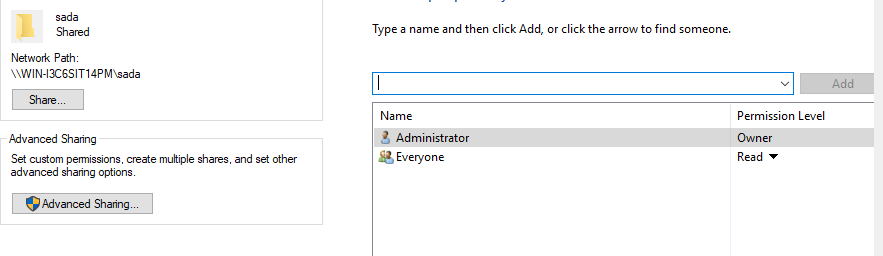 sada
Shared
Network Path:
\\WIN-I3C6SIT14PM\sada
Share...
Advanced Sharing
Set custom permissions, create multiple shares, and set other
advanced sharing options.
Advanced Sharing...
Type a name and then click Add, or click the arrow to find someone.
Add
Name Permission Level
Administrator Owner
Everyone Read